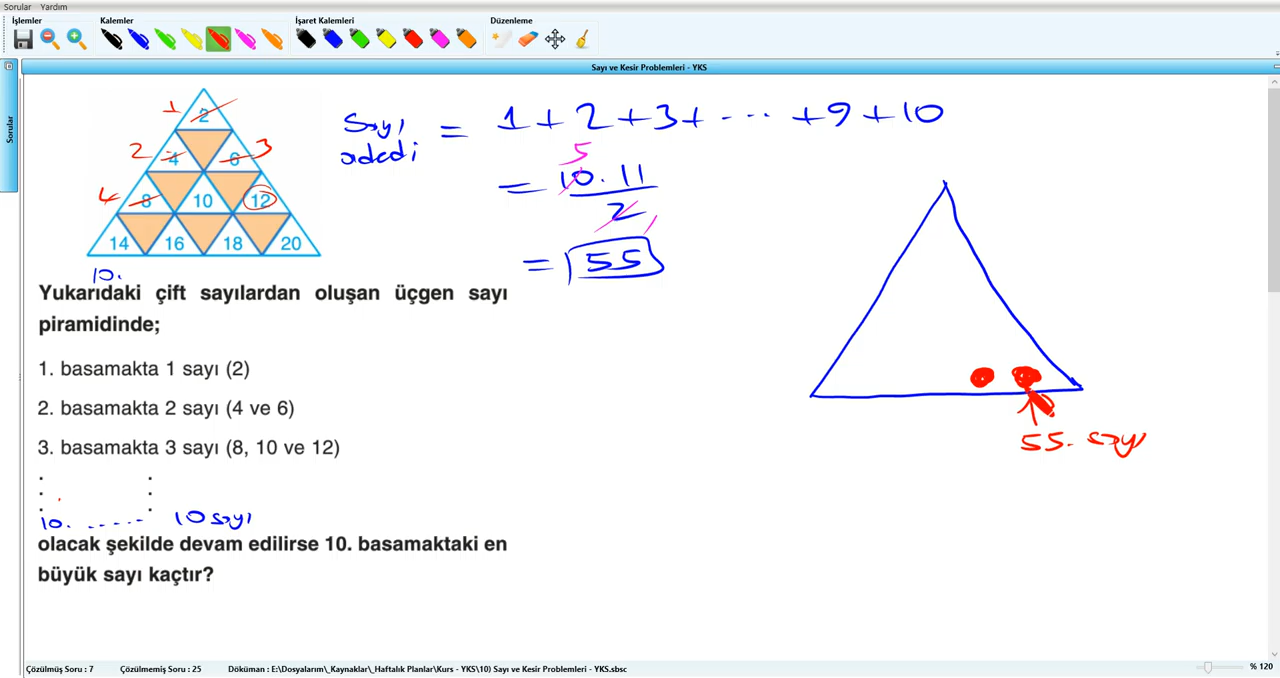 Sorular Yardım
İşlemler Kalemler İşaret Kalemleri Düzenleme
Sayı ve Kesir Problemleri - YKS
Sorular
1 2
2 4 6 3
4 8 10 12
14 16 18 20
10.
Sayı adedi = 1 + 2 + 3 + ... + 9 + 10
5
= 10 . 11
2 1
= 55
Yukarıdaki çift sayılardan oluşan üçgen sayı
piramidinde;
1. basamakta 1 sayı (2)
2. basamakta 2 sayı (4 ve 6)
3. basamakta 3 sayı (8, 10 ve 12)
10. ...... 10 sayı
olacak şekilde devam edilirse 10. basamaktaki en
büyük sayı kaçtır?
55. sayı
Çözülmüş Soru : 7 Çözülmemiş Soru : 25 Döküman : E:\Dosyalarım\_Kaynaklar\_Haftalık Planlar\Kurs - YKS\10) Sayı ve Kesir Problemleri - YKS.sbsc % 120